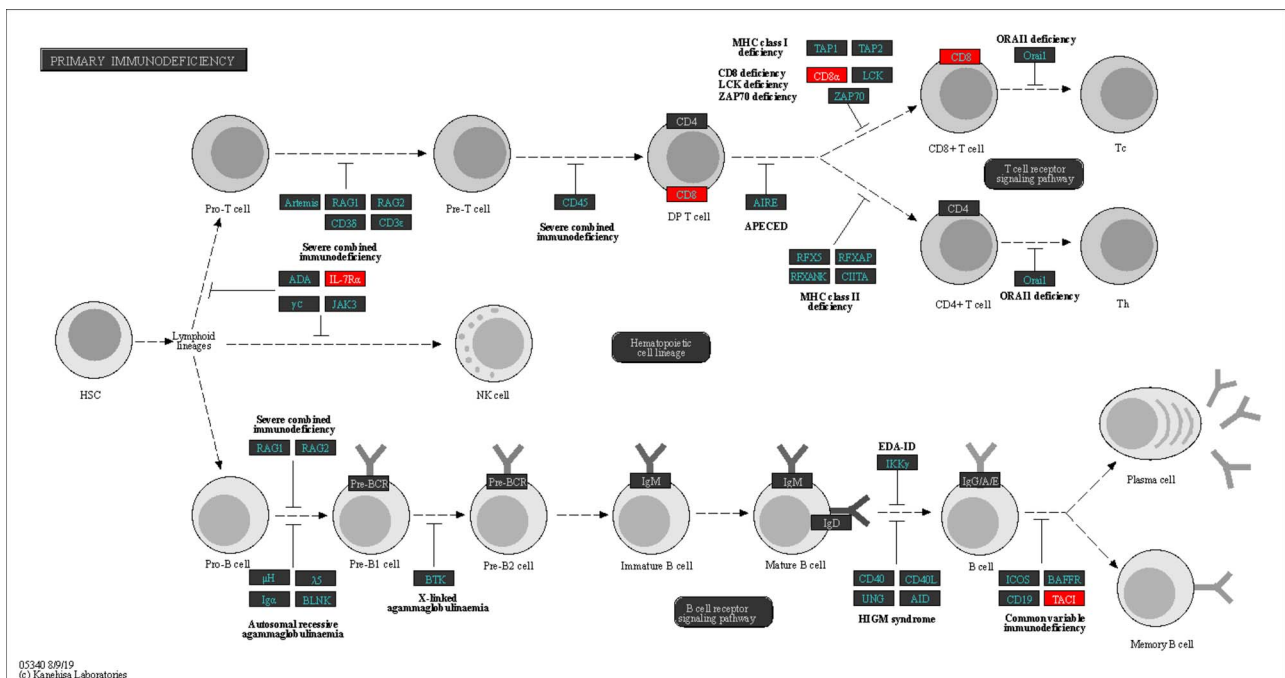 PRIMARY IMMUNODEFICIENCY
MHC class I
deficiency
TAP1 TAP2
CD8 deficiency
LCK deficiency
ZAP70 deficiency
CD8α LCK
ZAP70
CD8
CD8+ T cell
ORAI1 deficiency
Orai1
Tc
T cell receptor
signaling pathway
Pro-T cell
Artemis RAG1 RAG2
CD38 CD3ε
Severe combined
immunodeficiency
Pre-T cell
CD45
Severe combined
immunodeficiency
CD4
CD8
DP T cell
AIRE
APECED
RFX5 RFXAP
RFXANK CIITA
MHC class II
deficiency
CD4
CD4+ T cell
Orai1
ORAI1 deficiency
Th
ADA IL-7Rα
γc JAK3
HSC
Lymphoid
lineages
NK cell
Hematopoietic
cell lineage
Severe combined
immunodeficiency
RAG1 RAG2
Pro-B cell
μH λ5
Igα BLNK
Autosomal recessive
agammaglobulinaemia
Pre-BCR
Pre-B1 cell
BTK
X-linked
agammaglobulinaemia
Pre-BCR
Pre-B2 cell
IgM
Immature B cell
IgM
IgD
Mature B cell
B cell receptor
signaling pathway
EDA-ID
IKKγ
CD40 CD40L
UNG AID
HIGM syndrome
IgG/A/E
B cell
ICOS BAFFR
CD19 TACI
Common variable
immunodeficiency
Plasma cell
Memory B cell
05340 8/9/19
(c) Kanehisa Laboratories